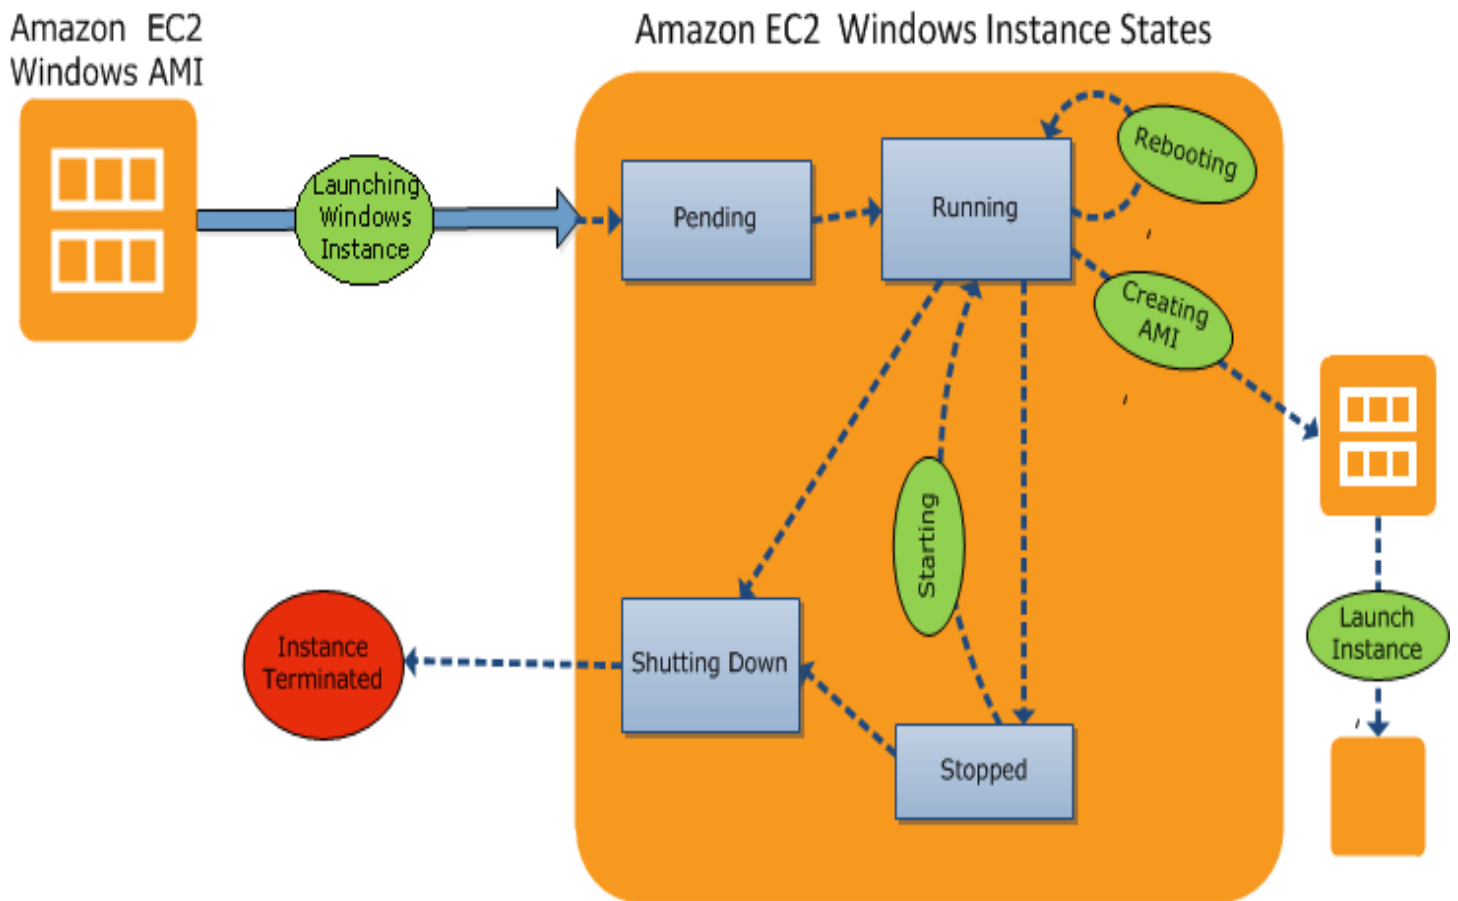 Amazon EC2
Windows AMI
Amazon EC2 Windows Instance States
Launching
Windows
Instance
Pending
Running
Rebooting
Creating
AMI
Starting
Launch
Instance
Instance
Terminated
Shutting Down
Stopped